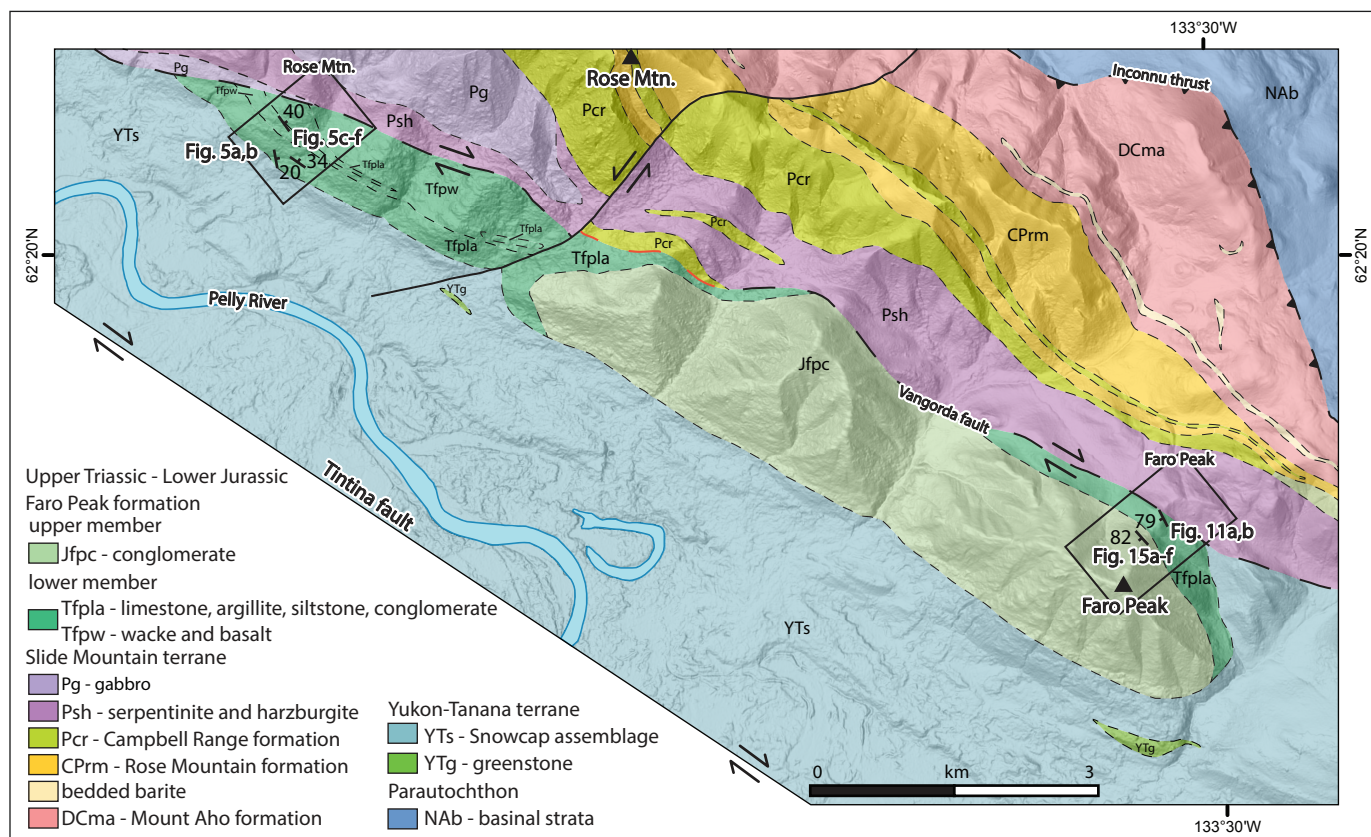 133°30'W
Inconnu thrust
Rose Mtn.
Rose Mtn.
Pg
Tfpw
Pg
Pcr
NAb
YTs
40
Psh
Fig. 5a,b
Fig. 5c-f
34
20
Tfpla
DCma
Tfpw
Pcr
Pcr
CPrm
62°20'N
Tfpla
Tfpla
Tfpla
Pcr
62°20'N
YTg
Pelly River
Psh
Jfpc
Vangorda fault
Faro Peak
Tintina fault
79
82
Fig. 11a,b
Fig. 15a-f
Tfpla
Faro Peak
YTs
YTg
Upper Triassic - Lower Jurassic
Faro Peak formation
upper member
Jfpc - conglomerate
lower member
Tfpla - limestone, argillite, siltstone, conglomerate
Tfpw - wacke and basalt
Slide Mountain terrane
Pg - gabbro
Psh - serpentinite and harzburgite
Pcr - Campbell Range formation
CPrm - Rose Mountain formation
bedded barite
DCma - Mount Aho formation
Yukon-Tanana terrane
YTs - Snowcap assemblage
YTg - greenstone
Parautochthon
NAb - basinal strata
0 km 3
133°30'W